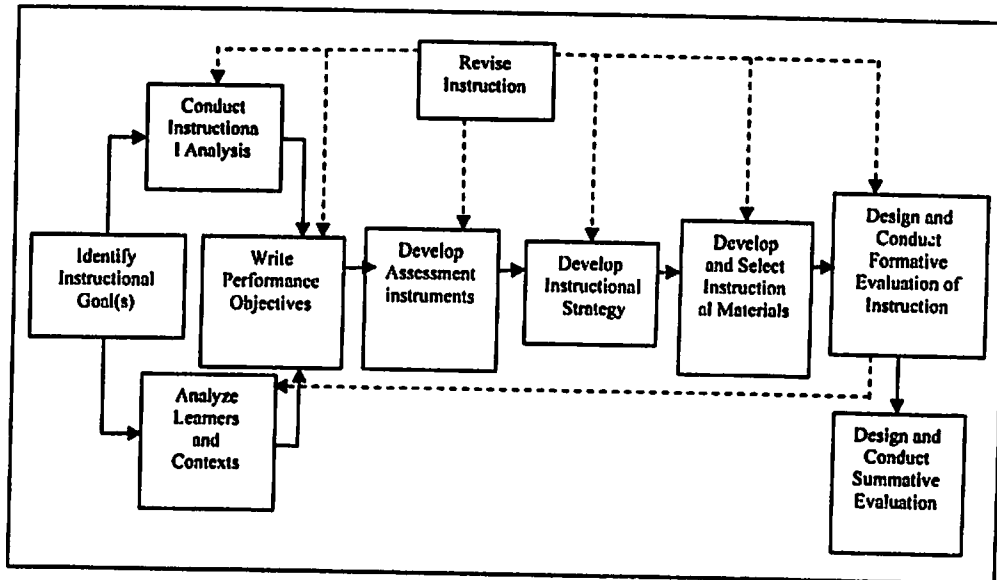 Revise
Instruction
Conduct
Instructiona
l Analysis
Identify
Instructional
Goal(s)
Write
Performance
Objectives
Develop
Assessment
instruments
Develop
Instructional
Strategy
Develop
and Select
Instruction
al Materials
Design and
Conduct
Formative
Evaluation of
Instruction
Analyze
Learners
and
Contexts
Design and
Conduct
Summative
Evaluation